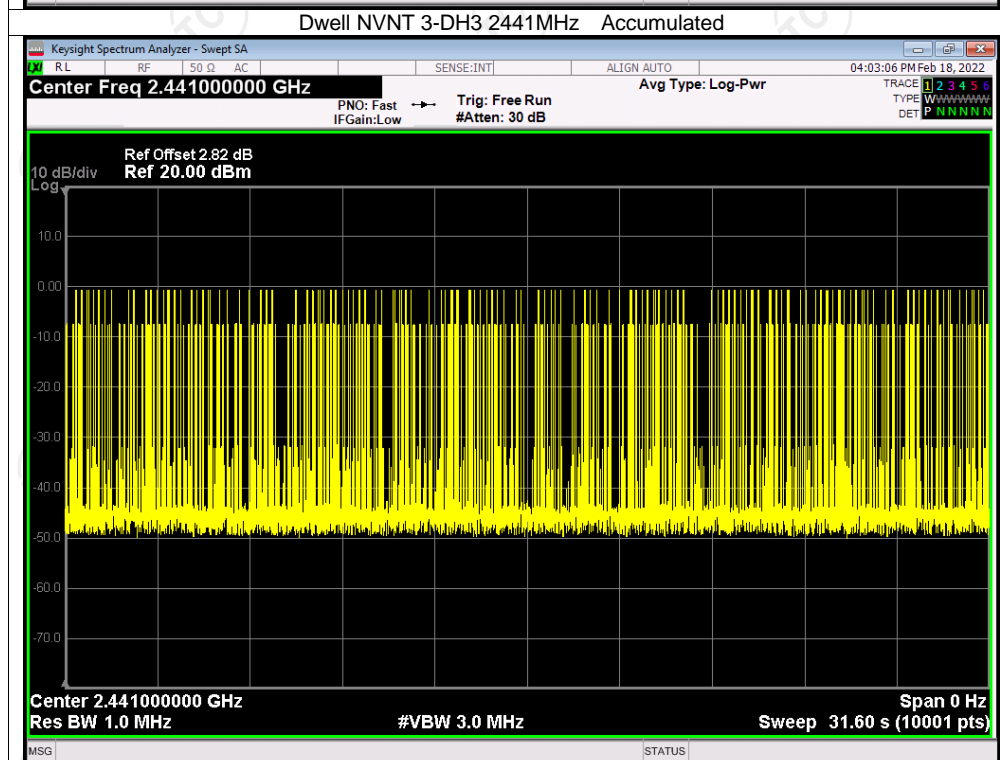 Dwell NVNT 3-DH3 2441MHz Accumulated
Keysight Spectrum Analyzer - Swept SA
LXI RL RF 50 Ω AC SENSE:INT ALIGN AUTO 04:03:06 PM Feb 18, 2022
Center Freq 2.441000000 GHz Avg Type: Log-Pwr TRACE 1 2 3 4 5 6
PNO: Fast Trig: Free Run TYPE WWWWWWW
IFGain:Low #Atten: 30 dB DET P N N N N N
Ref Offset 2.82 dB
10 dB/div Ref 20.00 dBm
Log
10.0
0.00
-10.0
-20.0
-30.0
-40.0
-50.0
-60.0
-70.0
Center 2.441000000 GHz Span 0 Hz
Res BW 1.0 MHz #VBW 3.0 MHz Sweep 31.60 s (10001 pts)
MSG STATUS